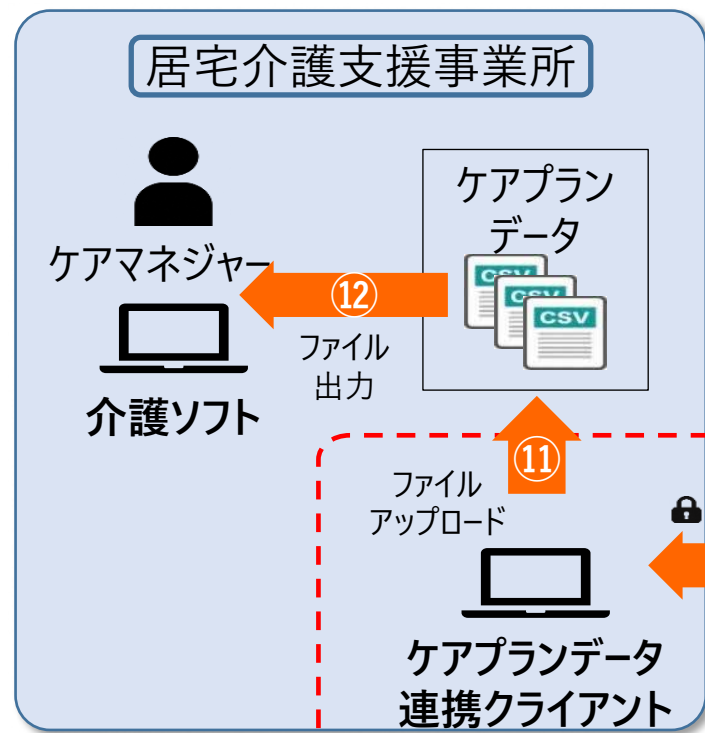 居宅介護支援事業所
ケアプラン
データ
CSV
CSV
CSV
ケアマネジャー
⑫
ファイル
出力
介護ソフト
⑪
ファイル
アップロード
ケアプランデータ
連携クライアント